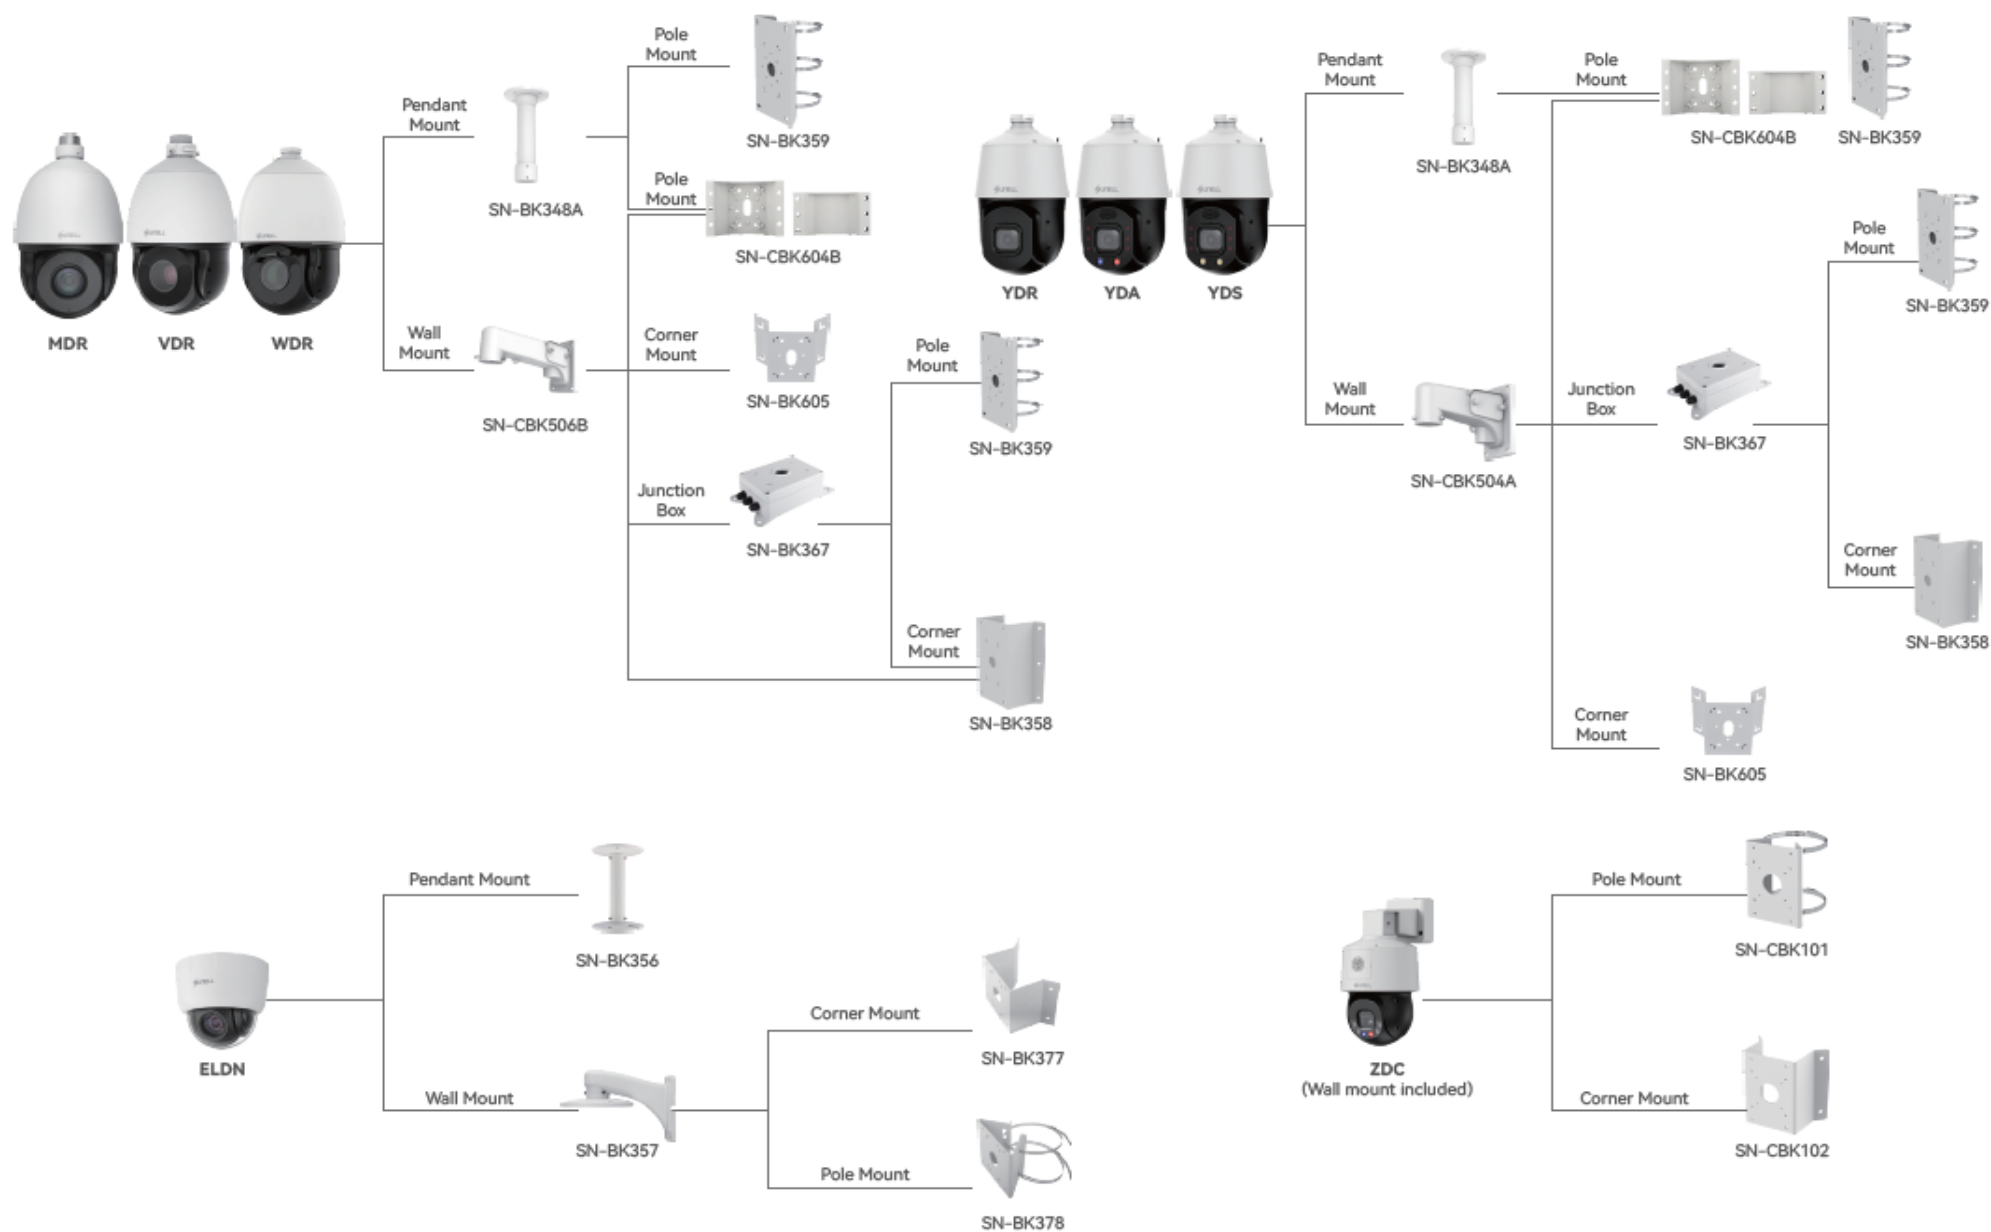 Pole
Mount
SN-BK359
Pendant
Mount
SN-BK348A
Pole
Mount
SN-CBK604B
MDR
VDR
WDR
Wall
Mount
SN-CBK506B
Corner
Mount
SN-BK605
Pole
Mount
SN-BK359
Junction
Box
SN-BK367
Corner
Mount
SN-BK358
Pendant
Mount
SN-BK348A
Pole
Mount
SN-CBK604B
SN-BK359
YDR
YDA
YDS
Pole
Mount
SN-BK359
Wall
Mount
SN-CBK504A
Junction
Box
SN-BK367
Corner
Mount
SN-BK358
Corner
Mount
SN-BK605
Pendant Mount
SN-BK356
ELDN
Corner Mount
SN-BK377
Wall Mount
SN-BK357
Pole Mount
SN-BK378
Pole Mount
SN-CBK101
ZDC
(Wall mount included)
Corner Mount
SN-CBK102